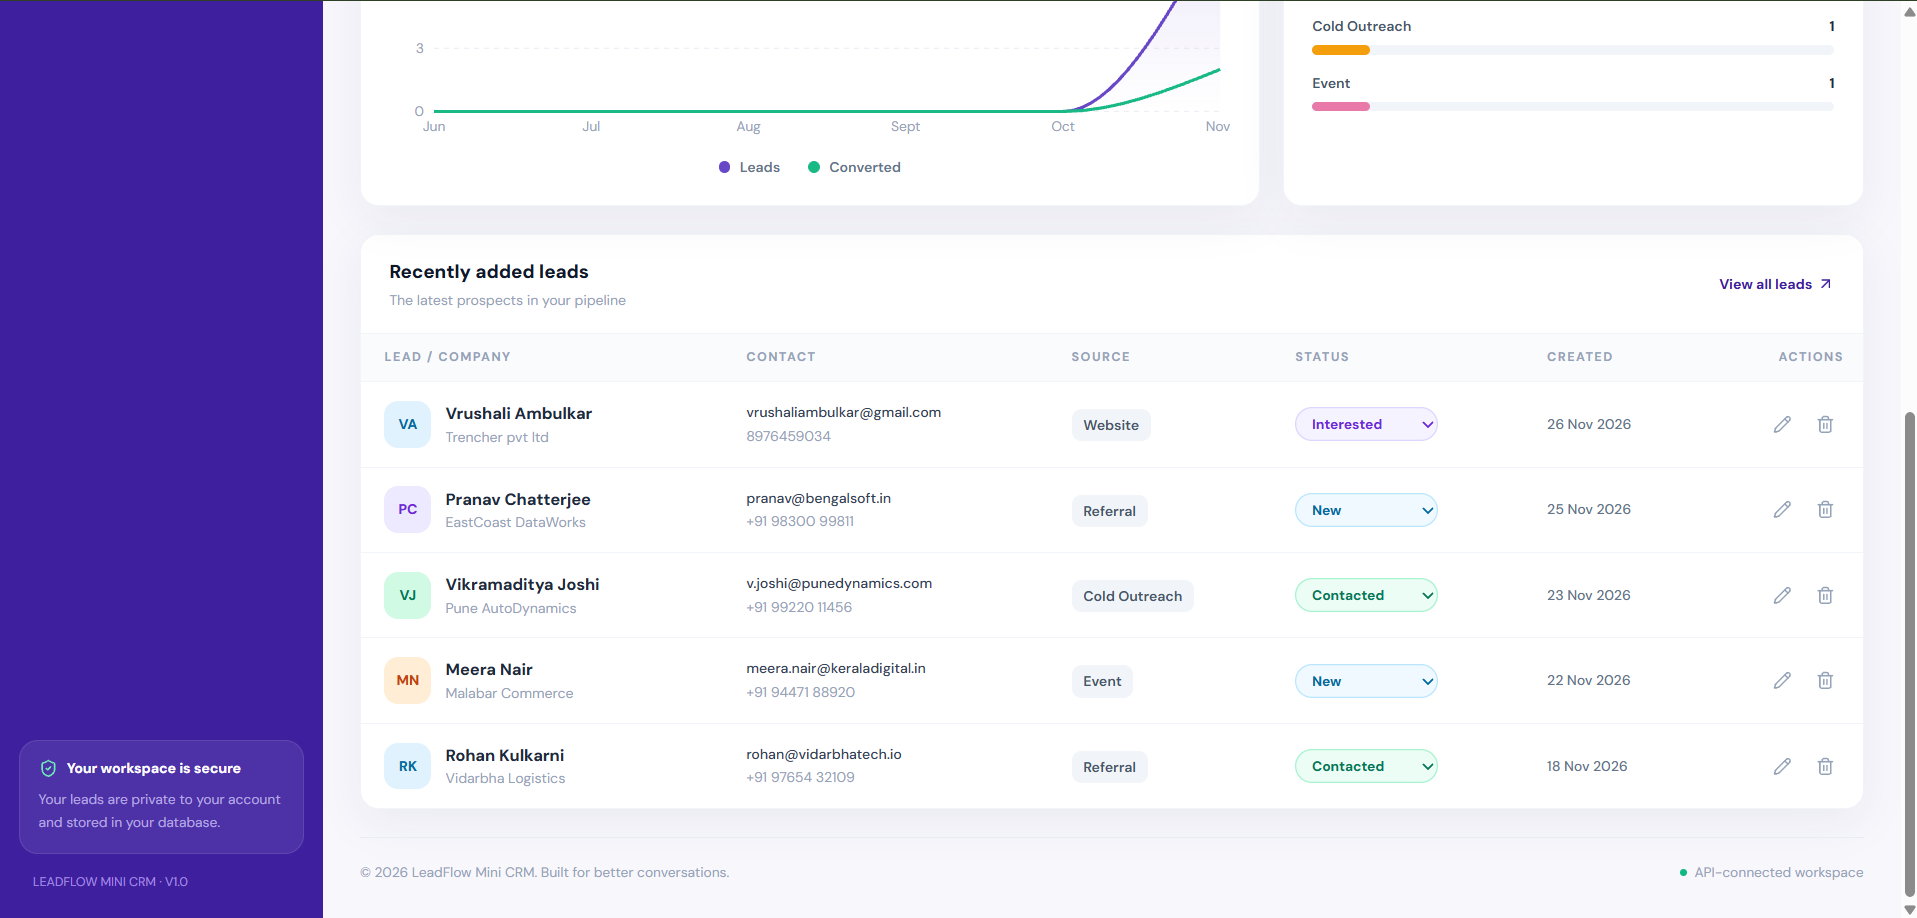 3
0
Jun Jul Aug Sept Oct Nov
Leads Converted
Cold Outreach 1
Event 1
Recently added leads
The latest prospects in your pipeline
View all leads
LEAD / COMPANY CONTACT SOURCE STATUS CREATED ACTIONS
VA Vrushali Ambulkar vrushaliambulkar@gmail.com Website Interested 26 Nov 2026
Trencher pvt ltd 8976459034
PC Pranav Chatterjee pranav@bengalsoft.in Referral New 25 Nov 2026
EastCoast DataWorks +91 98300 99811
VJ Vikramaditya Joshi v.joshi@punedynamics.com Cold Outreach Contacted 23 Nov 2026
Pune AutoDynamics +91 99220 11456
MN Meera Nair meera.nair@keraladigital.in Event New 22 Nov 2026
Malabar Commerce +91 94471 88920
RK Rohan Kulkarni rohan@vidarbhatech.io Referral Contacted 18 Nov 2026
Vidarbha Logistics +91 97654 32109
Your workspace is secure
Your leads are private to your account
and stored in your database.
LEADFLOW MINI CRM · V1.0
© 2026 LeadFlow Mini CRM. Built for better conversations.
API-connected workspace